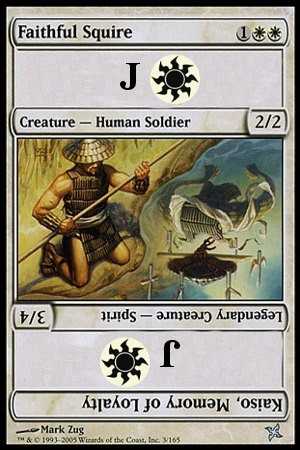 Faithful Squire 1
J
Creature — Human Soldier 2/2
Legendary Creature — Spirit 3/4
J
Kaiso, Memory of Loyalty
Mark Zug
™ & © 1993–2005 Wizards of the Coast, Inc. 3/165